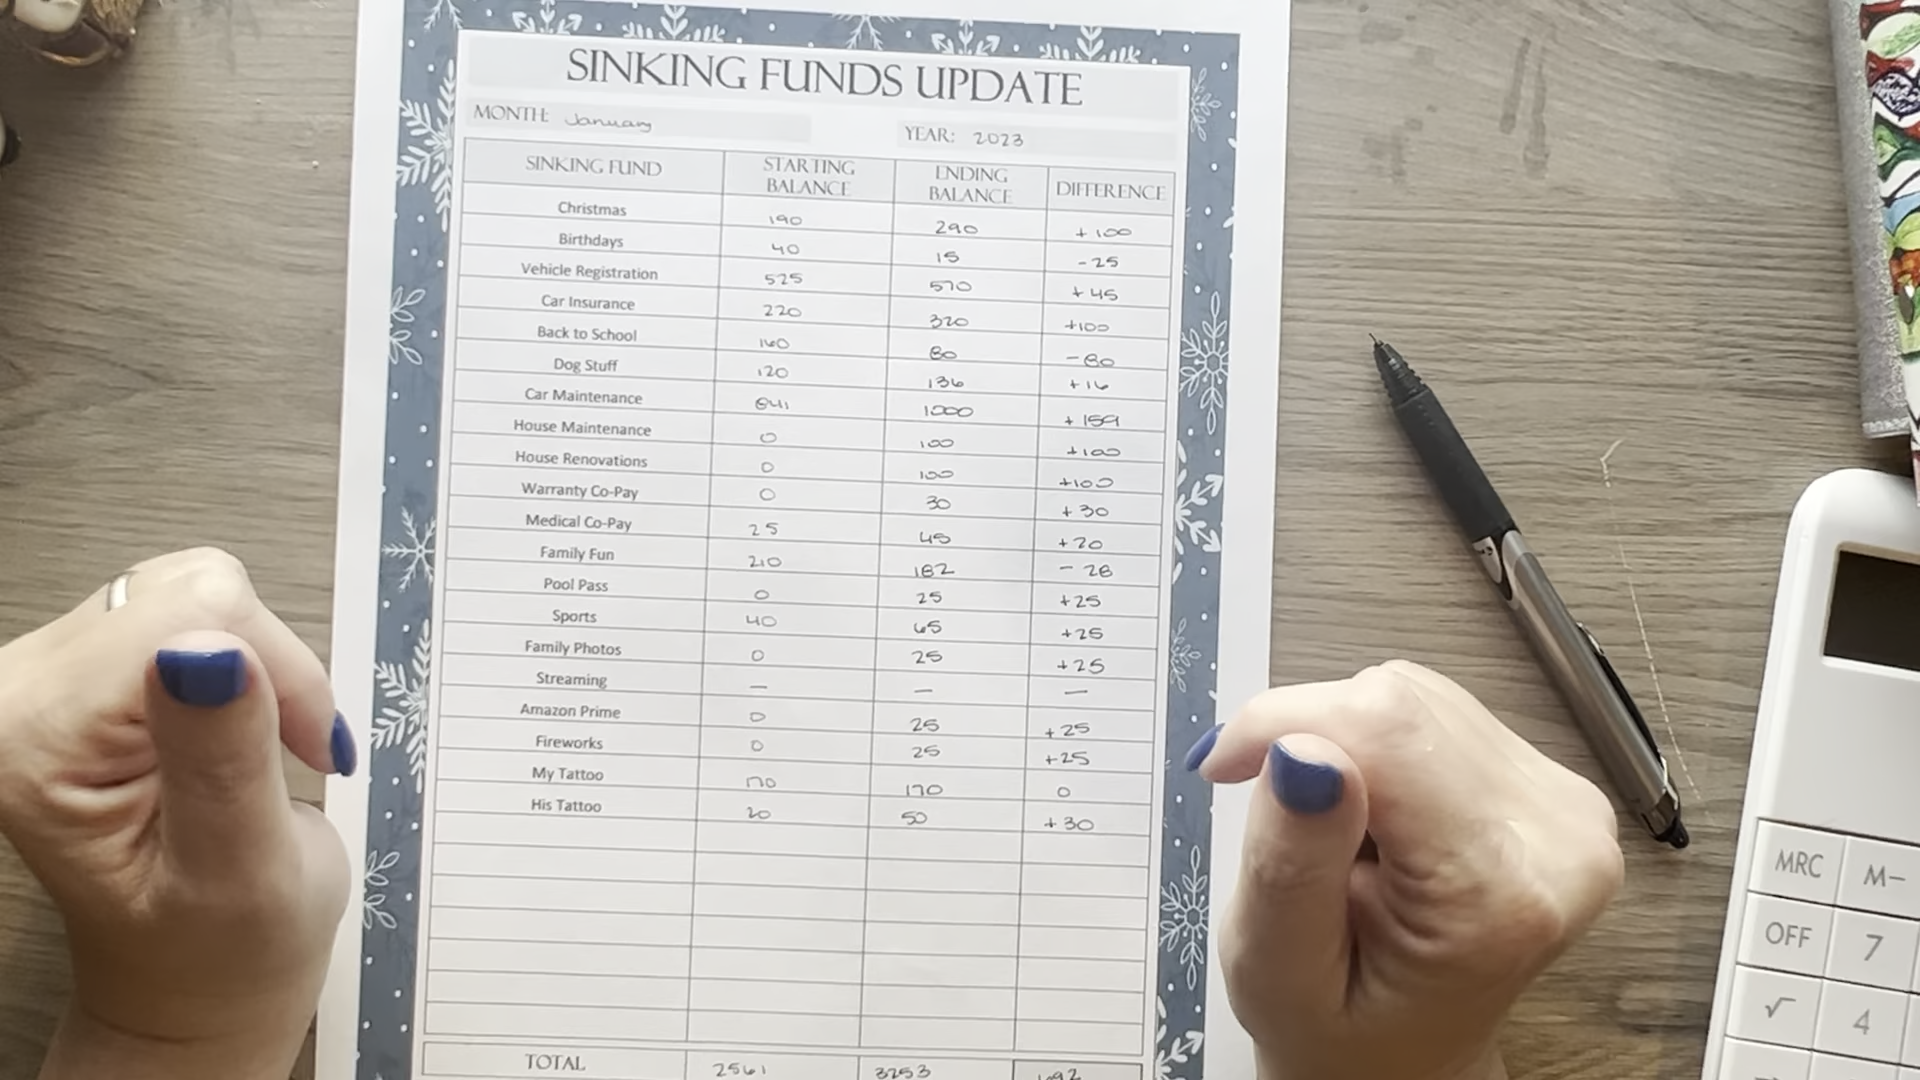 SINKING FUNDS UPDATE
MONTH: January YEAR: 2023
SINKING FUND STARTING BALANCE ENDING BALANCE DIFFERENCE
Christmas 190 290 +100
Birthdays 40 15 -25
Vehicle Registration 525 570 +45
Car Insurance 220 320 +100
Back to School 160 80 -80
Dog Stuff 120 136 +16
Car Maintenance 841 1000 +159
House Maintenance 0 100 +100
House Renovations 0 100 +100
Warranty Co-Pay 0 30 +30
Medical Co-Pay 25 45 +20
Family Fun 210 182 -28
Pool Pass 0 25 +25
Sports 40 65 +25
Family Photos 0 25 +25
Streaming — — —
Amazon Prime 0 25 +25
Fireworks 0 25 +25
My Tattoo 170 170 0
His Tattoo 20 50 +30
TOTAL 2561 3253 692
MRC M−
OFF 7
√ 4